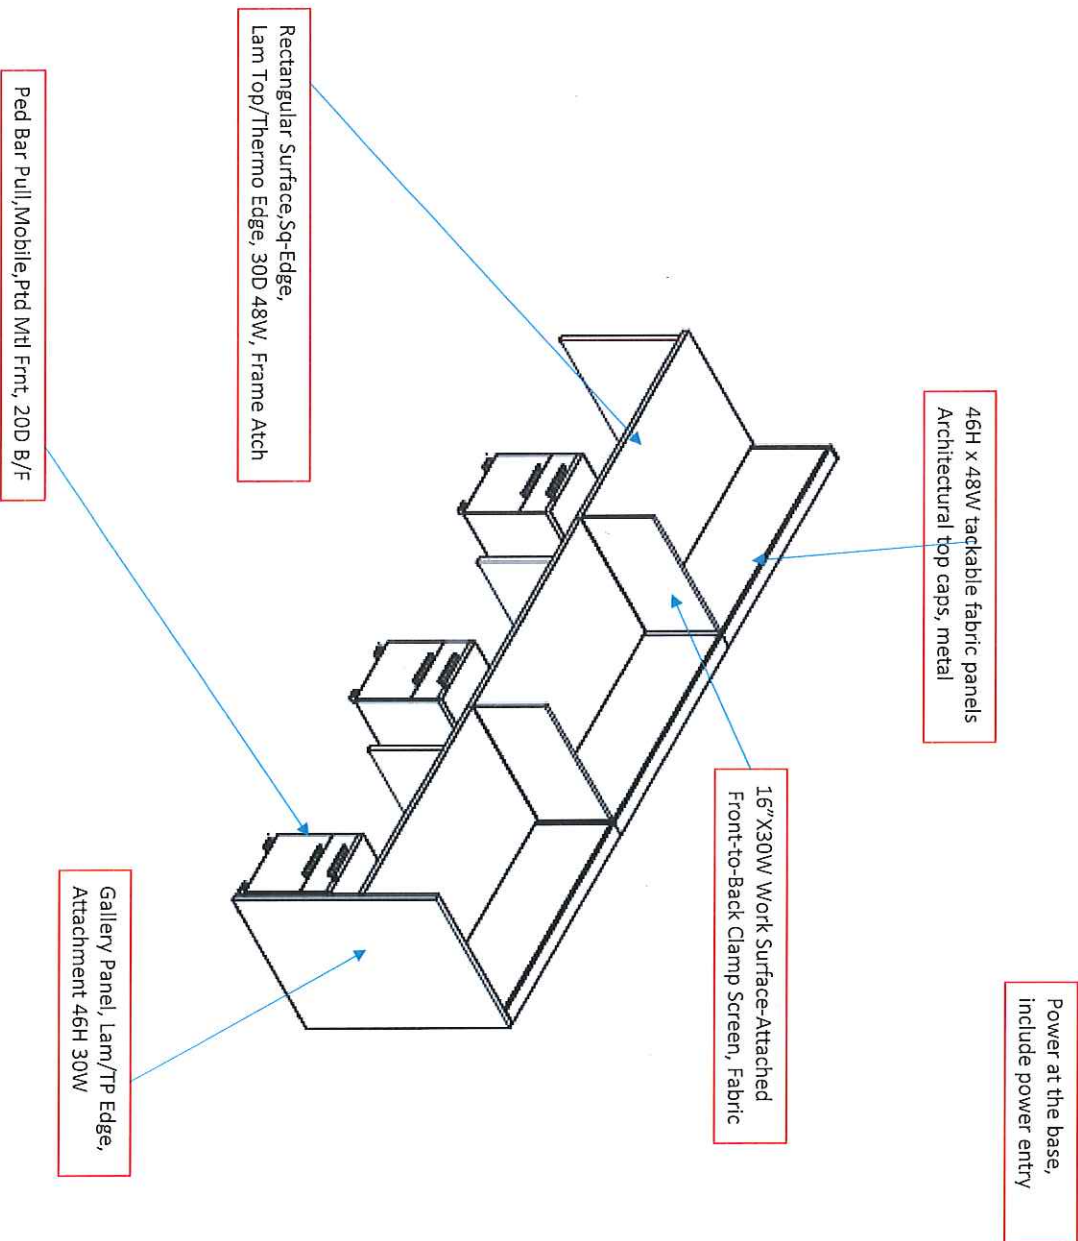 Power at the base,
include power entry
46H x 48W tackable fabric panels
Architectural top caps, metal
16”X30W Work Surface-Attached
Front-to-Back Clamp Screen, Fabric
Rectangular Surface,Sq-Edge,
Lam Top/Thermo Edge, 30D 48W, Frame Atch
Gallery Panel, Lam/TP Edge,
Attachment 46H 30W
Ped Bar Pull,Mobile,Ptd Mtl Frnt, 20D B/F